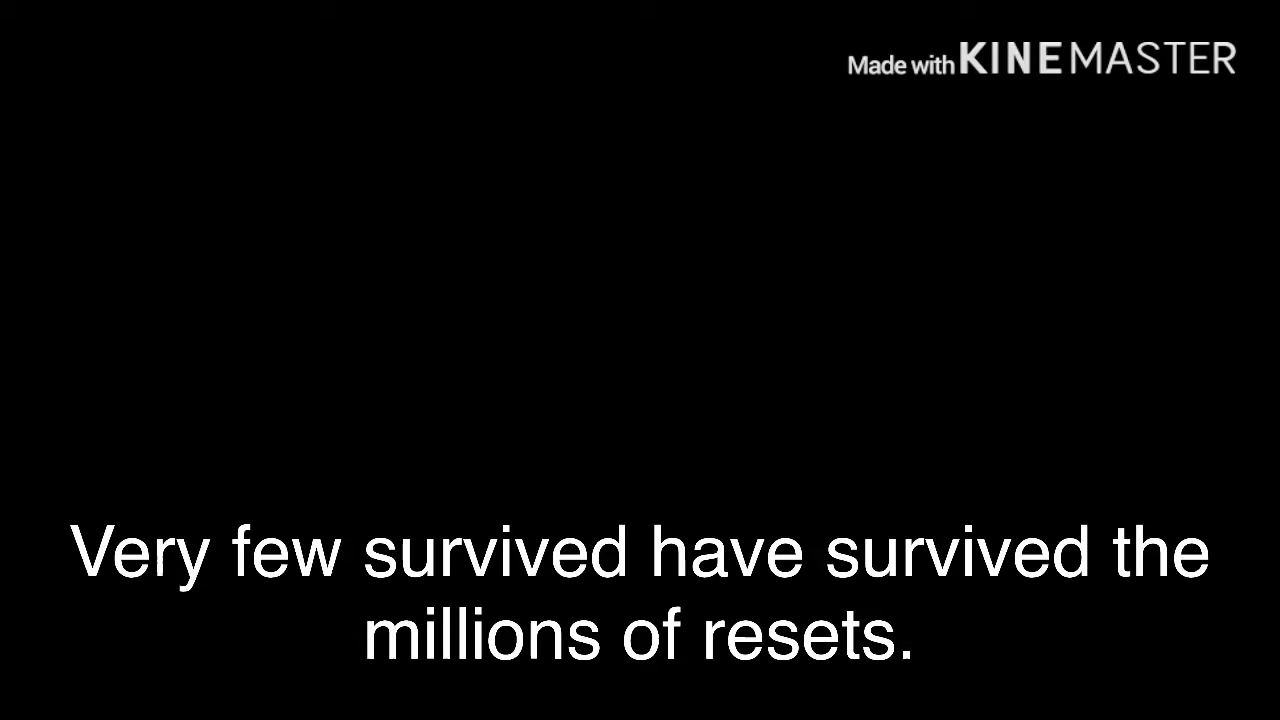 Made with KINEMASTER
Very few survived have survived the
millions of resets.